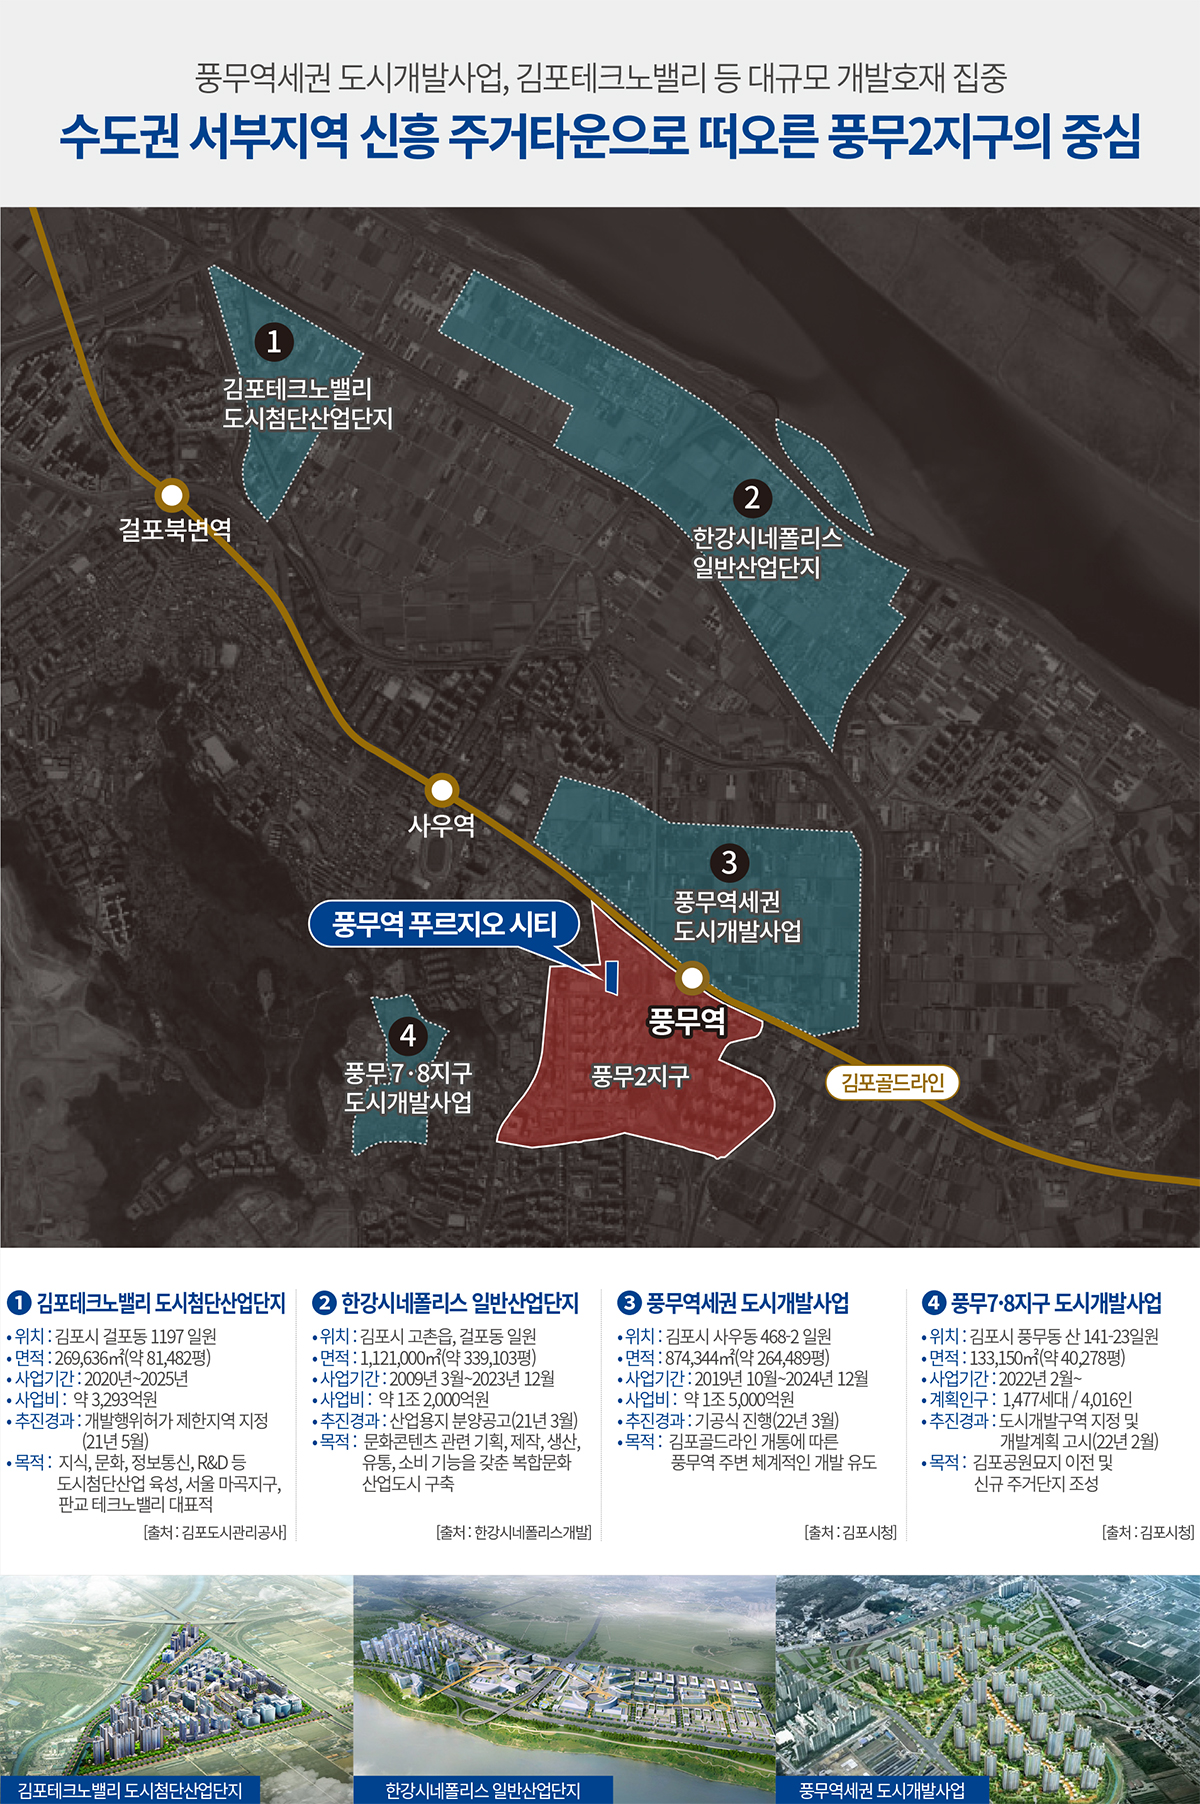 풍무역세권 도시개발사업, 김포테크노밸리 등 대규모 개발호재 집중
수도권 서부지역 신흥 주거타운으로 떠오른 풍무2지구의 중심
1
김포테크노밸리
도시첨단산업단지
2
한강시네폴리스
일반산업단지
걸포북변역
사우역
3
풍무역세권
도시개발사업
풍무역 푸르지오 시티
풍무역
4
풍무7·8지구
도시개발사업
풍무2지구
김포골드라인
1 김포테크노밸리 도시첨단산업단지
• 위치 : 김포시 걸포동 1197 일원
• 면적 : 269,636㎡(약 81,482평)
• 사업기간 : 2020년~2025년
• 사업비 : 약 3,293억원
• 추진경과 : 개발행위허가 제한지역 지정
(21년 5월)
• 목적 : 지식, 문화, 정보통신, R&D 등
도시첨단산업 육성, 서울 마곡지구,
판교 테크노밸리 대표적
[출처 : 김포도시관리공사]
2 한강시네폴리스 일반산업단지
• 위치 : 김포시 고촌읍, 걸포동 일원
• 면적 : 1,121,000㎡(약 339,103평)
• 사업기간 : 2009년 3월~2023년 12월
• 사업비 : 약 1조 2,000억원
• 추진경과 : 산업용지 분양공고(21년 3월)
• 목적 : 문화콘텐츠 관련 기획, 제작, 생산,
유통, 소비 기능을 갖춘 복합문화
산업도시 구축
[출처 : 한강시네폴리스개발]
3 풍무역세권 도시개발사업
• 위치 : 김포시 사우동 468-2 일원
• 면적 : 874,344㎡(약 264,489평)
• 사업기간 : 2019년 10월~2024년 12월
• 사업비 : 약 1조 5,000억원
• 추진경과 : 기공식 진행(22년 3월)
• 목적 : 김포골드라인 개통에 따른
풍무역 주변 체계적인 개발 유도
[출처 : 김포시청]
4 풍무7·8지구 도시개발사업
• 위치 : 김포시 풍무동 산 141-23일원
• 면적 : 133,150㎡(약 40,278평)
• 사업기간 : 2022년 2월~
• 계획인구 : 1,477세대 / 4,016인
• 추진경과 : 도시개발구역 지정 및
개발계획 고시(22년 2월)
• 목적 : 김포공원묘지 이전 및
신규 주거단지 조성
[출처 : 김포시청]
김포테크노밸리 도시첨단산업단지
한강시네폴리스 일반산업단지
풍무역세권 도시개발사업